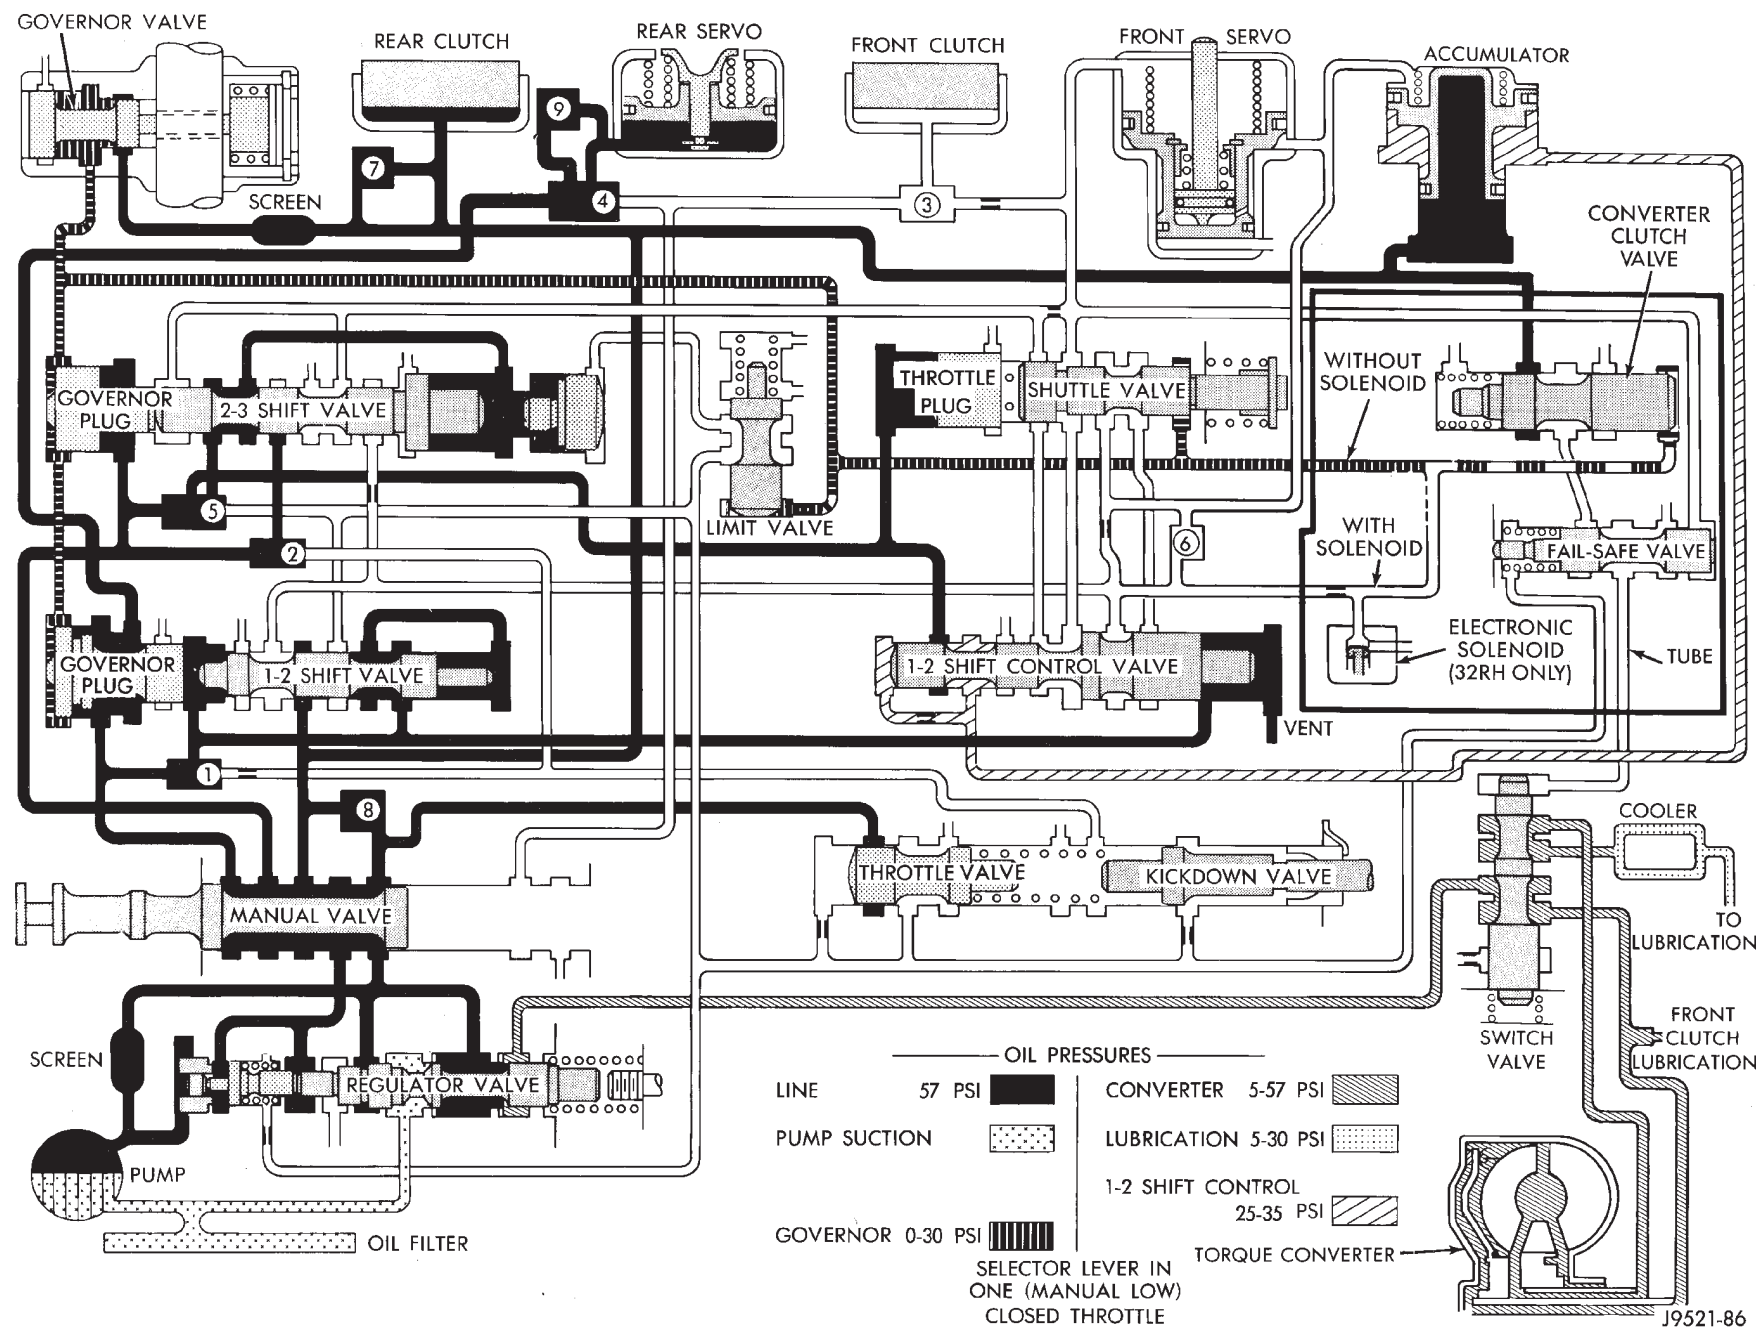 GOVERNOR VALVE
REAR CLUTCH
REAR SERVO
FRONT CLUTCH
FRONT SERVO
ACCUMULATOR
9
7
4
3
SCREEN
CONVERTER
CLUTCH
VALVE
GOVERNOR
PLUG
2-3 SHIFT VALVE
THROTTLE
PLUG
SHUTTLE VALVE
WITHOUT
SOLENOID
5
LIMIT VALVE
2
6
WITH
SOLENOID
FAIL-SAFE VALVE
GOVERNOR
PLUG
1-2 SHIFT VALVE
1-2 SHIFT CONTROL VALVE
ELECTRONIC
SOLENOID
(32RH ONLY)
TUBE
VENT
1
8
COOLER
THROTTLE VALVE
KICKDOWN VALVE
MANUAL VALVE
TO
LUBRICATION
SCREEN
REGULATOR VALVE
SWITCH
VALVE
FRONT
CLUTCH
LUBRICATION
OIL PRESSURES
LINE 57 PSI
CONVERTER 5-57 PSI
PUMP SUCTION
LUBRICATION 5-30 PSI
PUMP
1-2 SHIFT CONTROL
25-35 PSI
GOVERNOR 0-30 PSI
OIL FILTER
TORQUE CONVERTER
SELECTOR LEVER IN
ONE (MANUAL LOW)
CLOSED THROTTLE
J9521-86